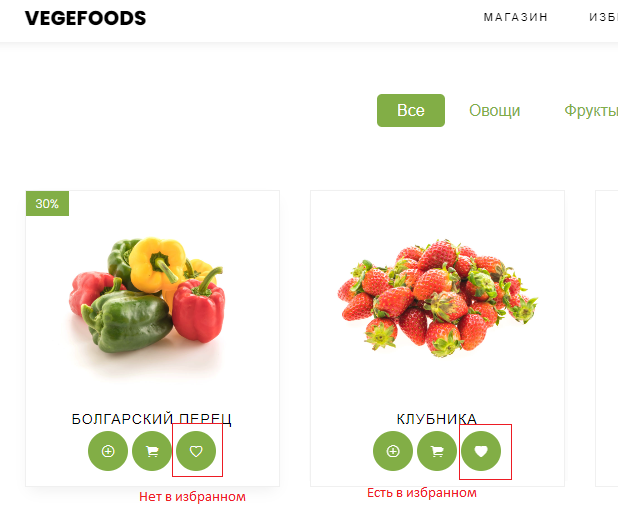 VEGEFOODS
МАГАЗИН
ИЗБ
Все
Овощи
Фрукты
30%
БОЛГАРСКИЙ ПЕРЕЦ
КЛУБНИКА
Нет в избранном
Есть в избранном